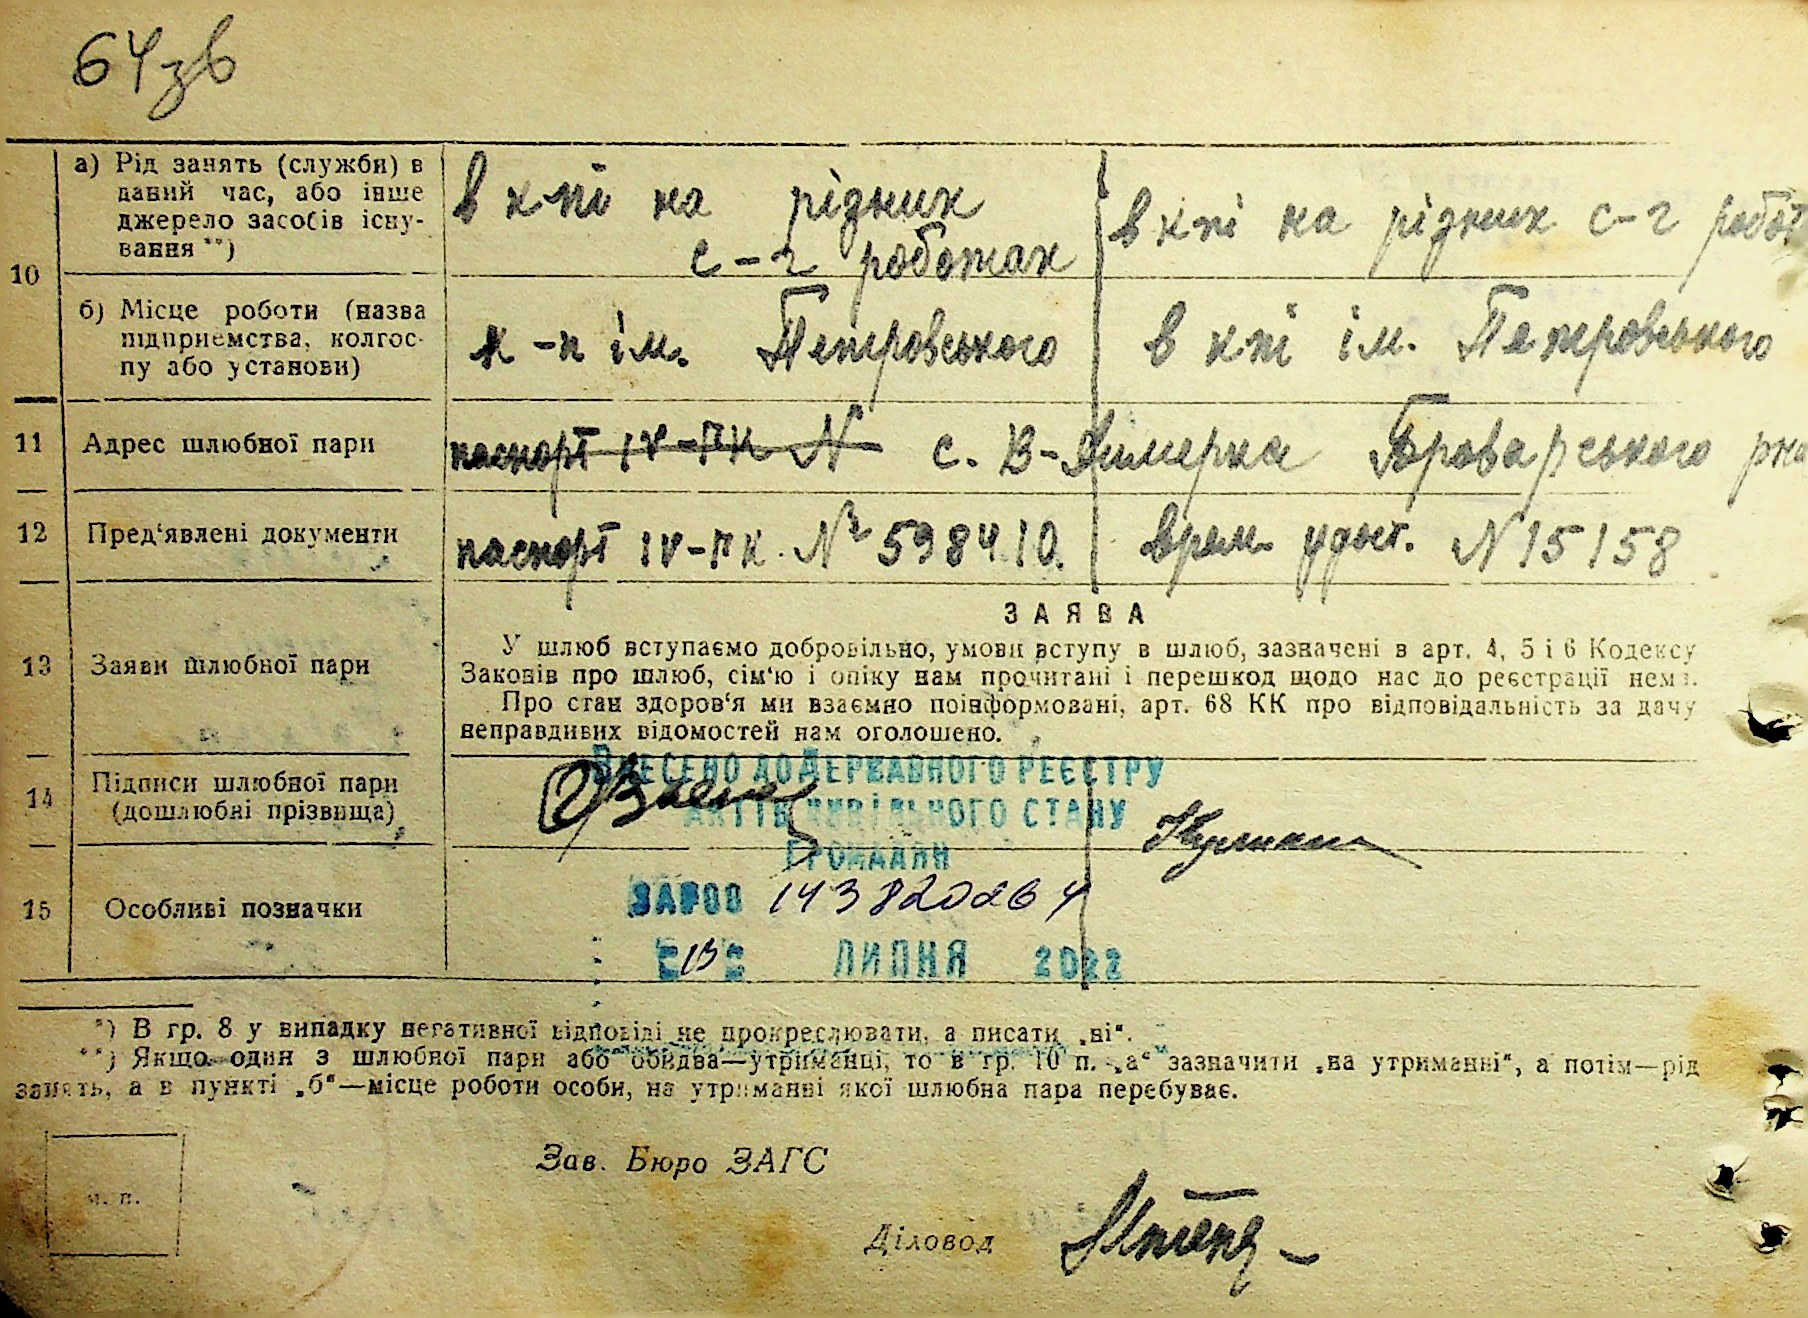 64зв
10
а) Рід занять (служби) в
даний час, або інше
джерело засобів існу-
вання **)
в к-пі на різних
с-г роботах
в к-пі на різних с-г робот
б) Місце роботи (назва
підприємства, колгос-
пу або установи)
к-п ім. Петровського
в к-пі ім. Петровського
11
Адрес шлюбної пари
паспорт IV-ПК N с. В-Димерка Броварського р-на
12
Пред'явлені документи
паспорт IV-ПК. № 598410.
врем. удост. N 15158
13
Заяви шлюбної пари
ЗАЯВА
У шлюб вступаємо добровільно, умови вступу в шлюб, зазначені в арт. 4, 5 і 6 Кодексу
Законів про шлюб, сім'ю і опіку нам прочитані і перешкод щодо нас до реєстрації нема.
Про стан здоров'я ми взаємно поінформовані, арт. 68 КК про відповідальність за дачу
неправдивих відомостей нам оголошено.
14
Підписи шлюбної пари
(дошлюбні прізвища)
ВНЕСЕНО ДО ДЕРЖАВНОГО РЕЄСТРУ
АКТІВ ЦИВІЛЬНОГО СТАНУ
ГРОМАДЯН
15
Особливі позначки
ЗА №00 143820264
13 ЛИПНЯ 2022
*) В гр. 8 у випадку негативної відповіді не прокреслювати, а писати „ні“.
**) Якщо один з шлюбної пари або обидва—утриманці, то в гр. 10 п. „а“ зазначити „на утриманні“, а потім—рід
занять, а в пункті „б“—місце роботи особи, на утриманні якої шлюбна пара перебуває.
м. п.
Зав. Бюро ЗАГС
Діловод